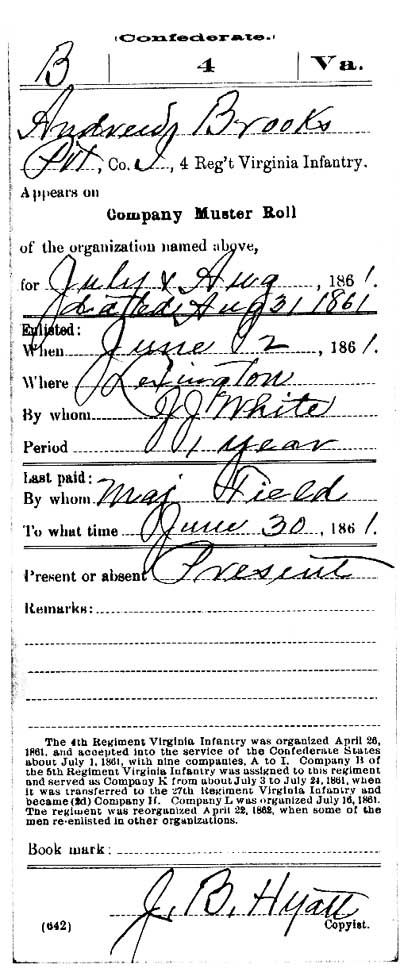 (Confederate.)
B | 4 | Va.
Andrew Brooks
Pvt, Co. I, 4 Reg't Virginia Infantry.
Appears on
Company Muster Roll
of the organization named above,
for July & Aug, 1861.
dated Aug 31 1861
Enlisted:
When June 12, 1861.
Where Lexington
By whom J J White
Period 1 year
Last paid:
By whom Maj Field
To what time June 30, 1861.
Present or absent Present
Remarks:
The 4th Regiment Virginia Infantry was organized April 26,
1861, and accepted into the service of the Confederate States
about July 1, 1861, with nine companies, A to I. Company B of
the 5th Regiment Virginia Infantry was assigned to this regiment
and served as Company K from about July 3 to July 24, 1861, when
it was transferred to the 27th Regiment Virginia Infantry and
became (2d) Company H. Company L was organized July 16, 1861.
The regiment was reorganized April 22, 1862, when some of the
men re-enlisted in other organizations.
Book mark:
J. B. Hyatt
(642) Copyist.